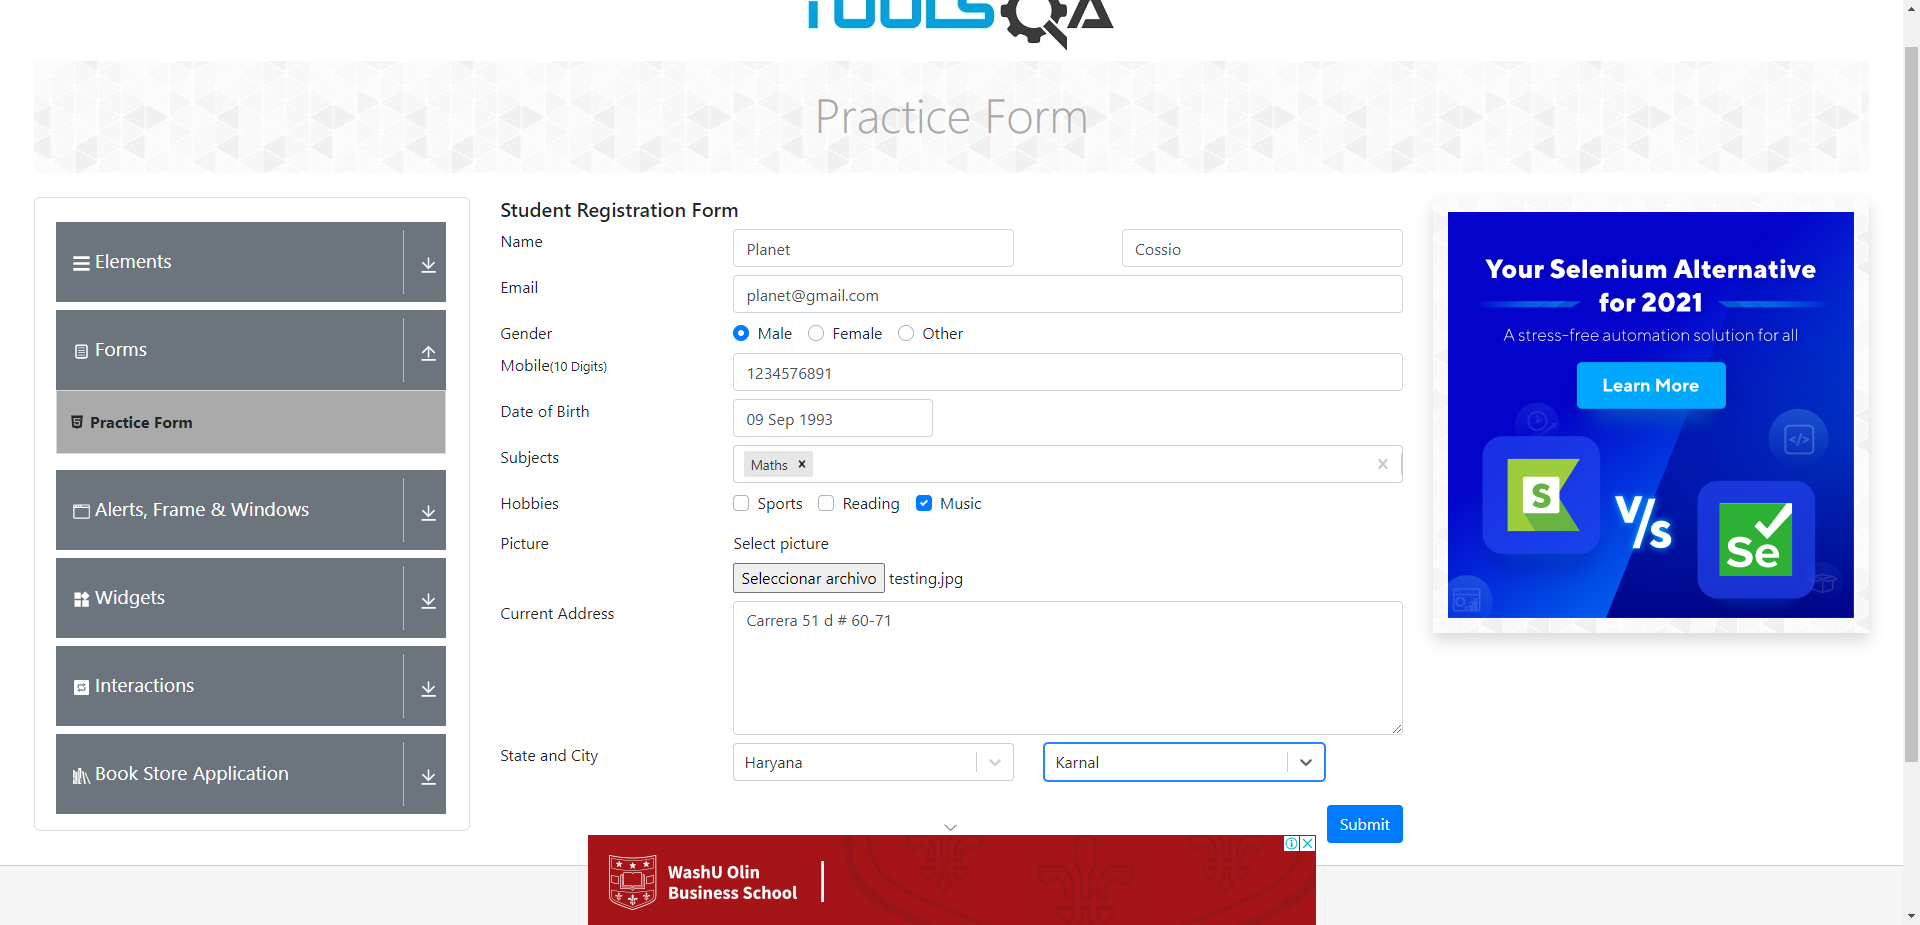 TOOLSQA
Practice Form
Elements
Forms
Practice Form
Alerts, Frame & Windows
Widgets
Interactions
Book Store Application
Student Registration Form
Name
Planet
Cossio
Email
planet@gmail.com
Gender
Male
Female
Other
Mobile(10 Digits)
1234576891
Date of Birth
09 Sep 1993
Subjects
Maths
Hobbies
Sports
Reading
Music
Picture
Select picture
Seleccionar archivo testing.jpg
Current Address
Carrera 51 d # 60-71
State and City
Haryana
Karnal
Submit
Your Selenium Alternative
for 2021
A stress-free automation solution for all
Learn More
S
V/s
Se
WashU Olin
Business School